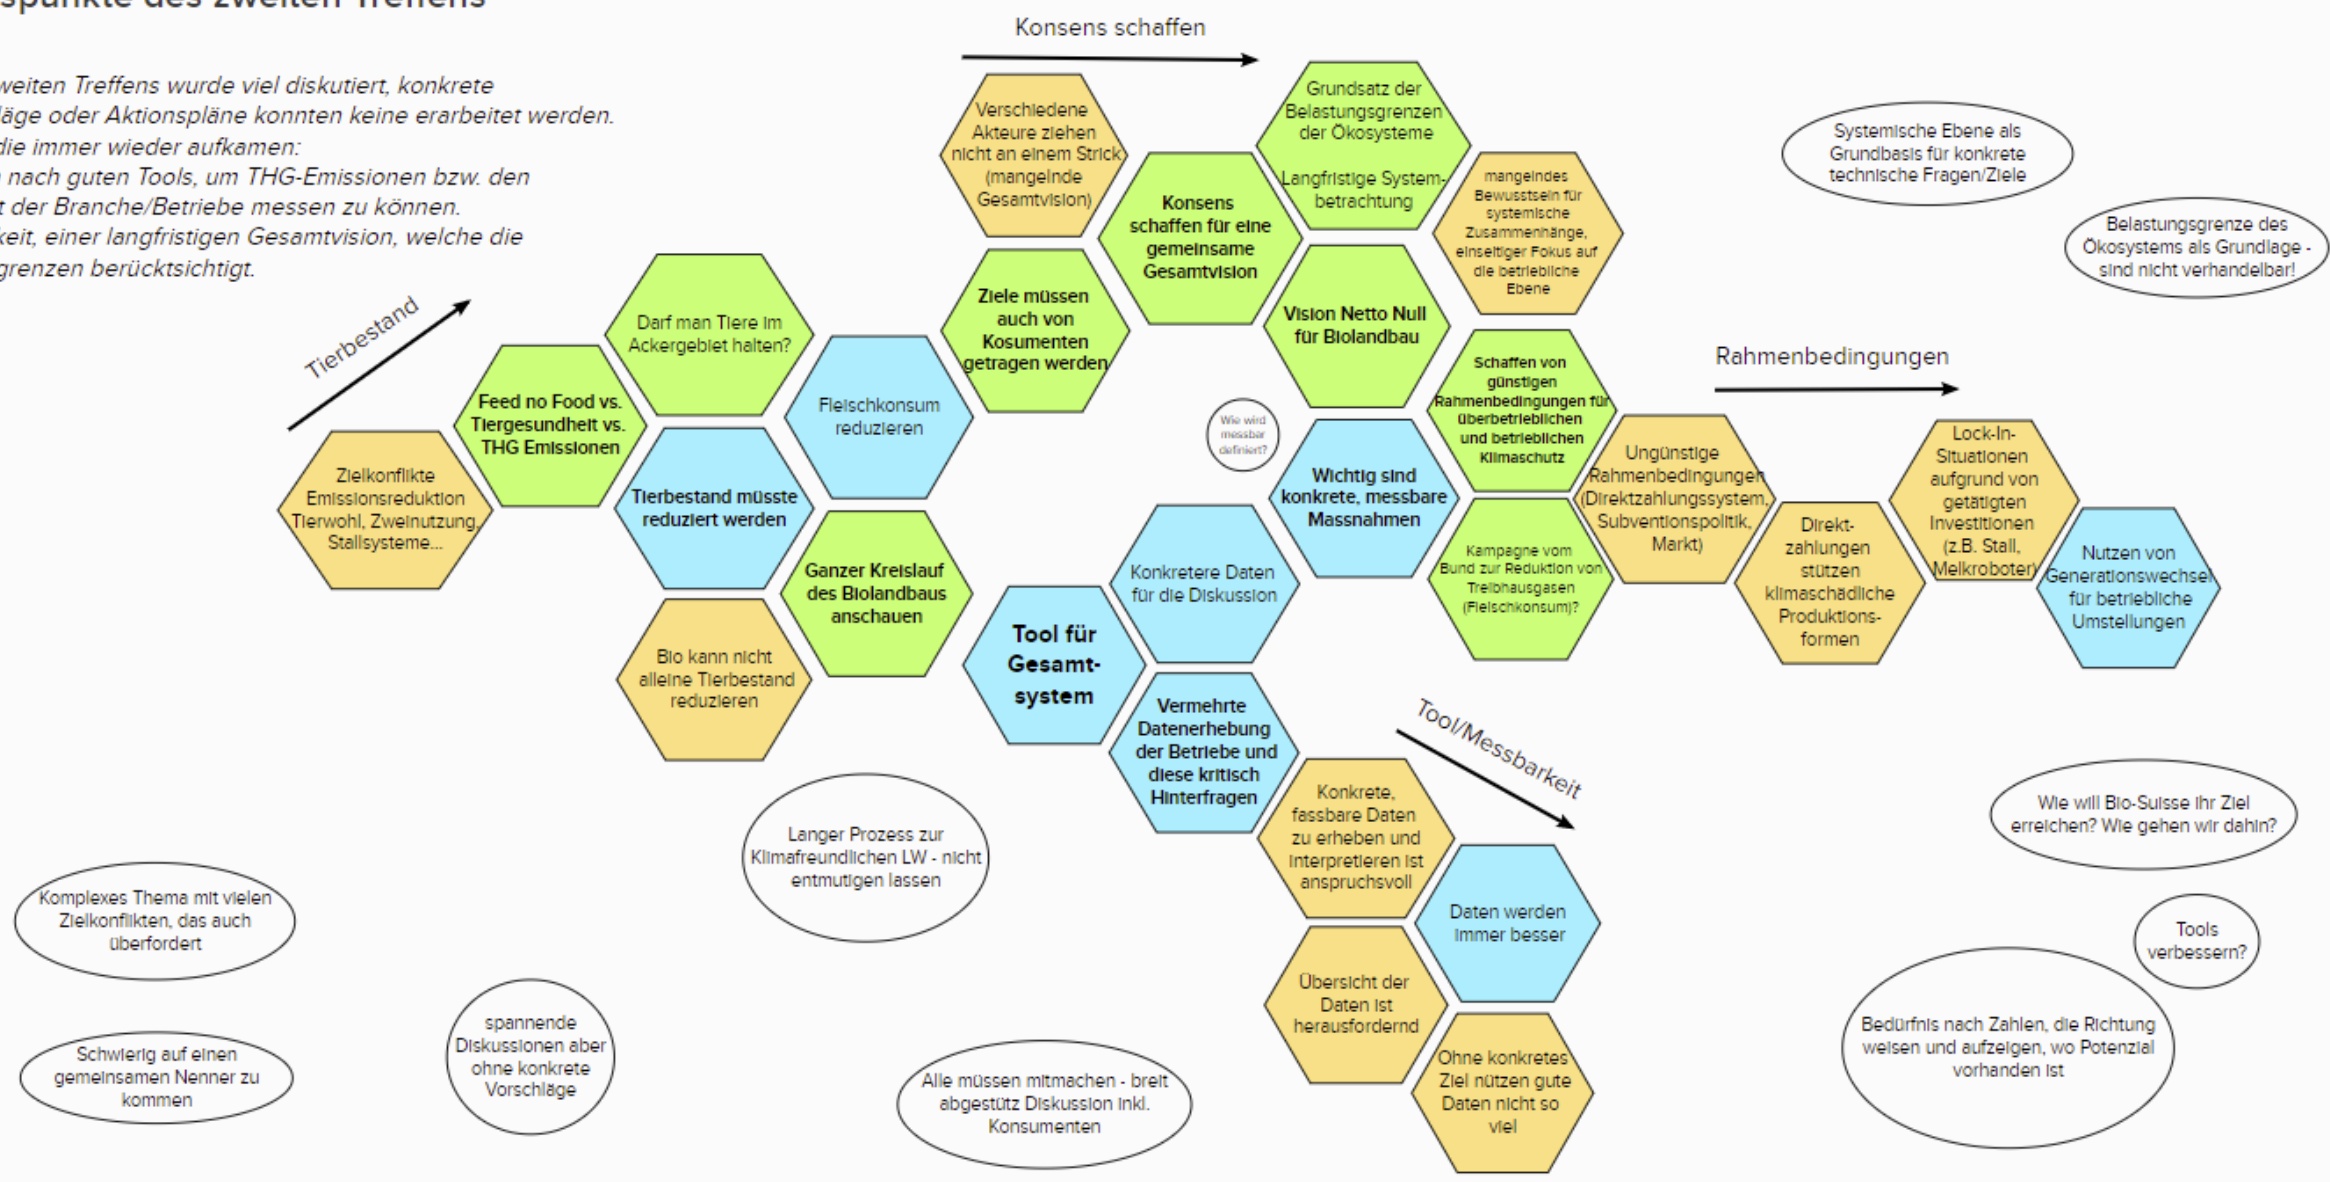 des zweiten Treffens
weiten Treffens wurde viel diskutiert, konkrete
läge oder Aktionspläne konnten keine erarbeitet werden.
die immer wieder aufkamen:
nach guten Tools, um THG-Emissionen bzw. den
t der Branche/Betriebe messen zu können.
keit, einer langfristigen Gesamtvision, welche die
grenzen berücktsichtigt.
Tierbestand
Zielkonflikte
Emissionsreduktion
Tierwohl, Zweinutzung,
Stallsysteme...
Feed no Food vs.
Tiergesundheit vs.
THG Emissionen
Darf man Tiere im
Ackergebiet halten?
Tierbestand müsste
reduziert werden
Bio kann nicht
alleine Tierbestand
reduzieren
Fleischkonsum
reduzieren
Ganzer Kreislauf
des Biolandbaus
anschauen
Konsens schaffen
Verschiedene
Akteure ziehen
nicht an einem Strick
(mangelnde
Gesamtvision)
Ziele müssen
auch von
Kosumenten
getragen werden
Konsens
schaffen für eine
gemeinsame
Gesamtvision
Grundsatz der
Belastungsgrenzen
der Ökosysteme
Langfristige System-
betrachtung
Vision Netto Null
für Biolandbau
mangelndes
Bewusstsein für
systemische
Zusammenhänge,
einseitiger Fokus auf
die betriebliche
Ebene
Wie wird
messbar
definiert?
Wichtig sind
konkrete, messbare
Massnahmen
Schaffen von
günstigen
Rahmenbedingungen für
überbetrieblichen
und betrieblichen
Klimaschutz
Kampagne vom
Bund zur Reduktion von
Treibhausgasen
(Fleischkonsum)?
Rahmenbedingungen
Ungünstige
Rahmenbedingungen
(Direktzahlungssystem,
Subventionspolitik,
Markt)
Direkt-
zahlungen
stützen
klimaschädliche
Produktions-
formen
Lock-In-
Situationen
aufgrund von
getätigten
Investitionen
(z.B. Stall,
Melkroboter)
Nutzen von
Generationswechsel
für betriebliche
Umstellungen
Tool für
Gesamt-
system
Konkretere Daten
für die Diskussion
Vermehrte
Datenerhebung
der Betriebe und
diese kritisch
Hinterfragen
Tool/Messbarkeit
Konkrete,
fassbare Daten
zu erheben und
interpretieren ist
anspruchsvoll
Daten werden
immer besser
Übersicht der
Daten ist
herausfordernd
Ohne konkretes
Ziel nützen gute
Daten nicht so
viel
Systemische Ebene als
Grundbasis für konkrete
technische Fragen/Ziele
Belastungsgrenze des
Ökosystems als Grundlage -
sind nicht verhandelbar!
Langer Prozess zur
Klimafreundlichen LW - nicht
entmutigen lassen
Komplexes Thema mit vielen
Zielkonflikten, das auch
überfordert
Schwierig auf einen
gemeinsamen Nenner zu
kommen
spannende
Diskussionen aber
ohne konkrete
Vorschläge
Alle müssen mitmachen - breit
abgestütz Diskussion inkl.
Konsumenten
Wie will Bio-Suisse ihr Ziel
erreichen? Wie gehen wir dahin?
Tools
verbessern?
Bedürfnis nach Zahlen, die Richtung
weisen und aufzeigen, wo Potenzial
vorhanden ist